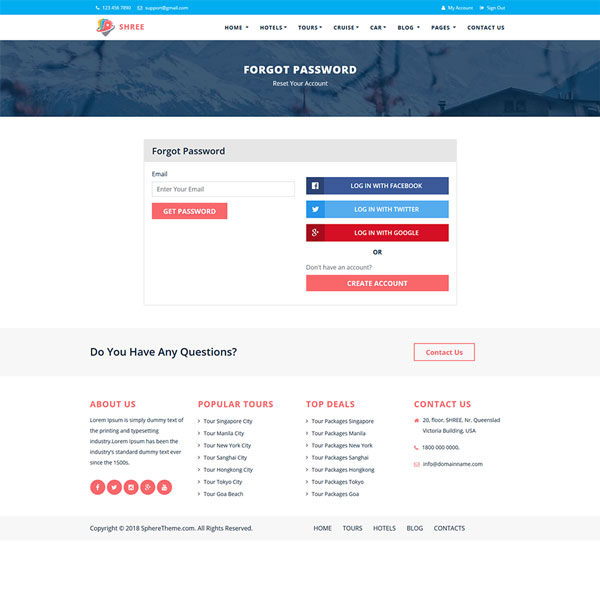 123 456 7890 support@gmail.com My Account Sign Out
SHREE HOME HOTELS TOURS CRUISE CAR BLOG PAGES CONTACT US
FORGOT PASSWORD
Reset Your Account
Forgot Password
Email
Enter Your Email
GET PASSWORD
LOG IN WITH FACEBOOK
LOG IN WITH TWITTER
LOG IN WITH GOOGLE
OR
Don't have an account?
CREATE ACCOUNT
Do You Have Any Questions?
Contact Us
ABOUT US
Lorem Ipsum is simply dummy text of
the printing and typesetting
industry.Lorem Ipsum has been the
industry's standard dummy text ever
since the 1500s.
POPULAR TOURS
Tour Singapore City
Tour Manila City
Tour New York City
Tour Sanghai City
Tour Hongkong City
Tour Tokyo City
Tour Goa Beach
TOP DEALS
Tour Packages Singapore
Tour Packages Manila
Tour Packages New York
Tour Packages Sanghai
Tour Packages Hongkong
Tour Packages Tokyo
Tour Packages Goa
CONTACT US
20, floor, SHREE, Nr, Queenslad
Victoria Building, USA
1800 000 0000.
info@domainname.com
Copyright © 2018 SphereTheme.com. All Rights Reserved.
HOME TOURS HOTELS BLOG CONTACTS